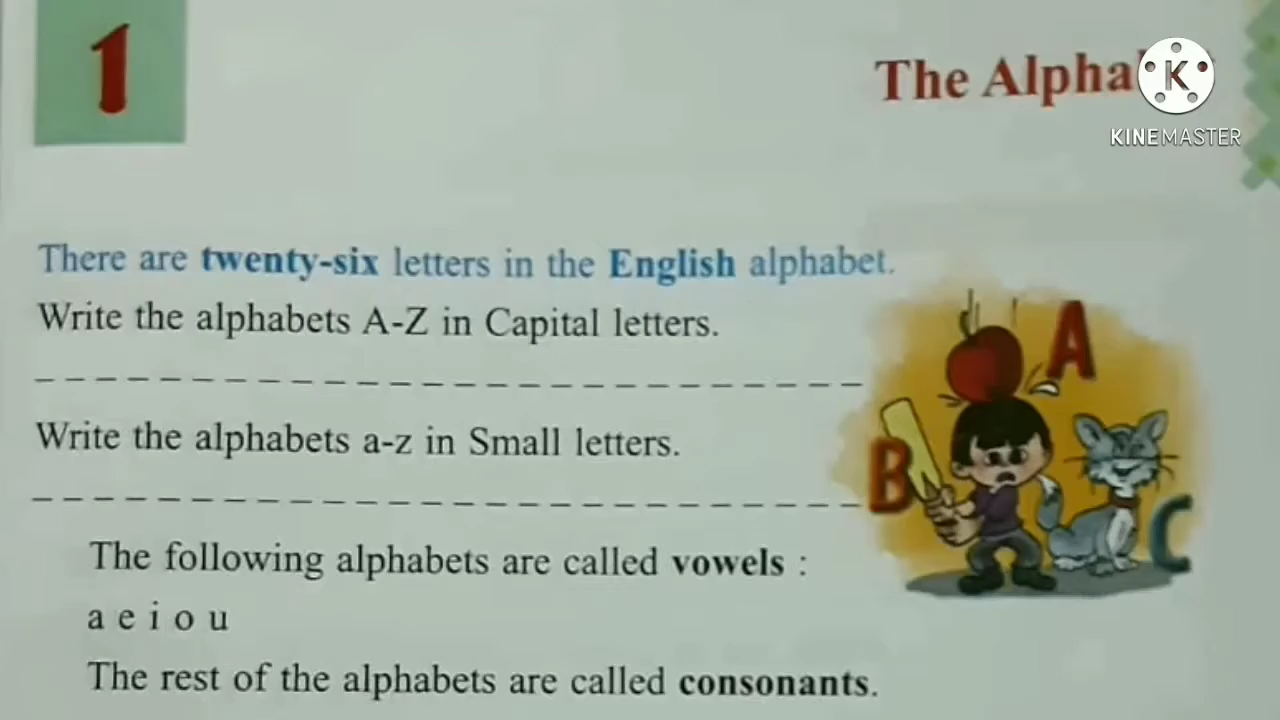 1
The Alpha
K
KINEMASTER
There are twenty-six letters in the English alphabet.
Write the alphabets A-Z in Capital letters.
Write the alphabets a-z in Small letters.
A
B
C
The following alphabets are called vowels :
a e i o u
The rest of the alphabets are called consonants.